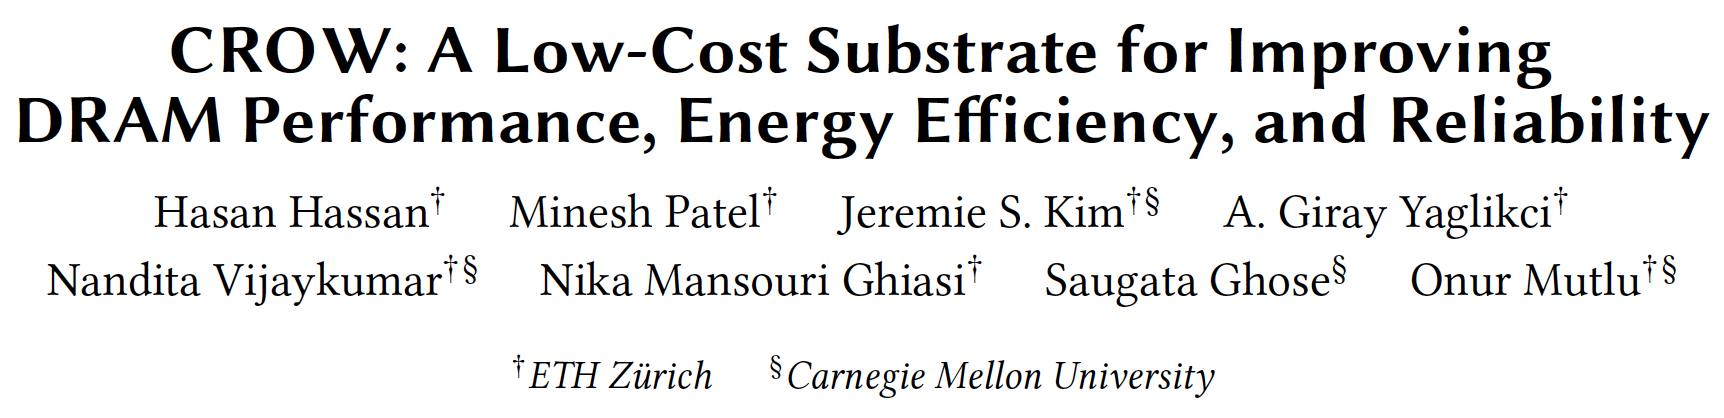 CROW: A Low-Cost Substrate for Improving
DRAM Performance, Energy Efficiency, and Reliability
Hasan Hassan† Minesh Patel† Jeremie S. Kim†§ A. Giray Yaglikci†
Nandita Vijaykumar†§ Nika Mansouri Ghiasi† Saugata Ghose§ Onur Mutlu†§
†ETH Zürich §Carnegie Mellon University